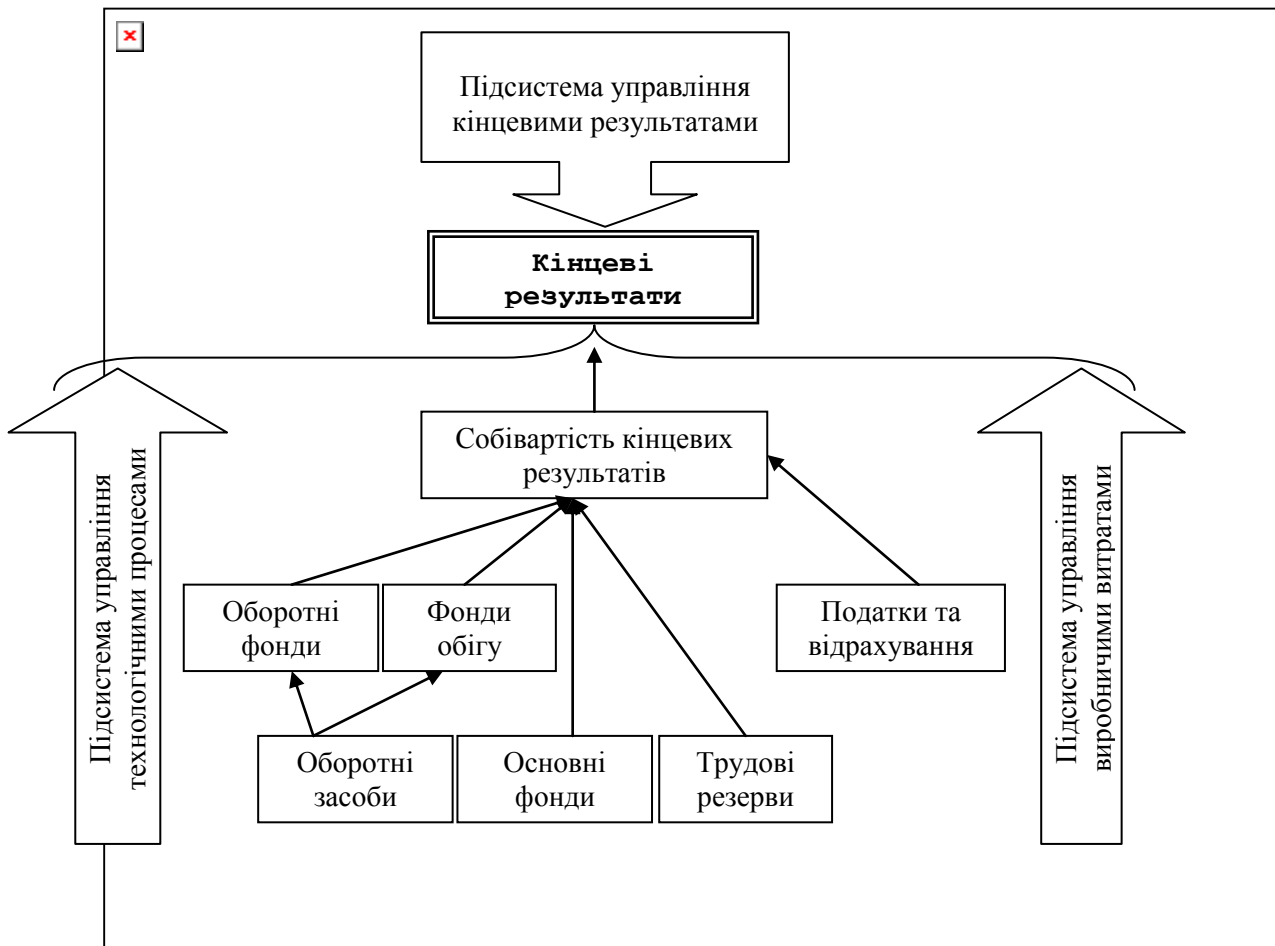 Підсистема управління
кінцевими результатами
Кінцеві
результати
Собівартість кінцевих
результатів
Підсистема управління
технологічними процесами
Підсистема управління
виробничими витратами
Оборотні
фонди
Фонди
обігу
Податки та
відрахування
Оборотні
засоби
Основні
фонди
Трудові
резерви